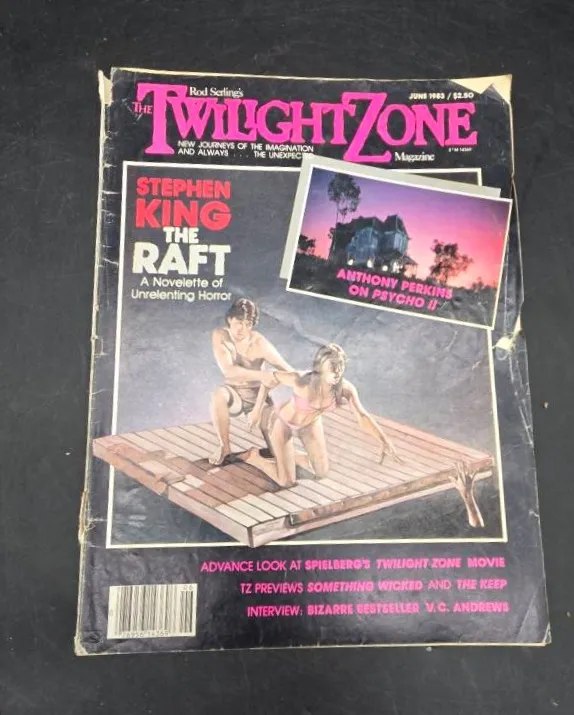 Rod Serling's
JUNE 1983 / $2.50
THE TWILIGHT ZONE
NEW JOURNEYS OF THE IMAGINATION
AND ALWAYS . . . THE UNEXPECTED
Magazine
STEPHEN
KING
THE
RAFT
A Novelette of
Unrelenting Horror
ANTHONY PERKINS
ON PSYCHO II
ADVANCE LOOK AT SPIELBERG'S TWILIGHT ZONE MOVIE
TZ PREVIEWS SOMETHING WICKED AND THE KEEP
INTERVIEW: BIZARRE BESTSELLER V.C. ANDREWS